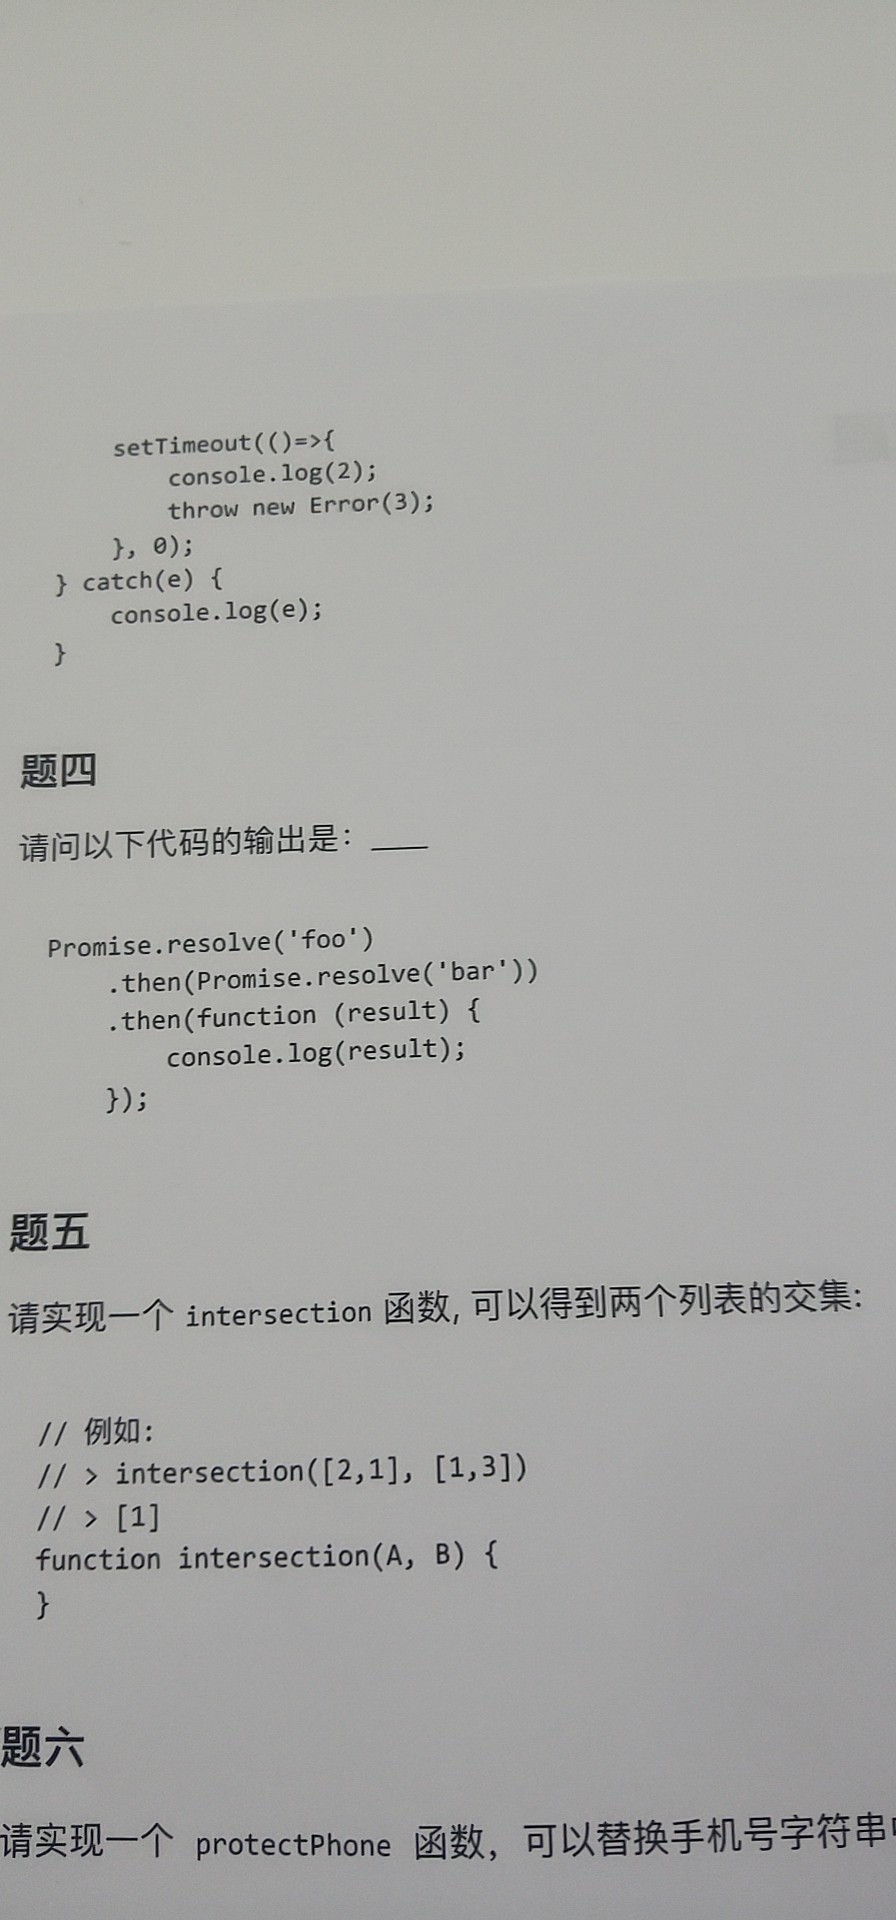 setTimeout(()=>{
console.log(2);
throw new Error(3);
}, 0);
} catch(e) {
console.log(e);
}
题四
请问以下代码的输出是：____
Promise.resolve('foo')
.then(Promise.resolve('bar'))
.then(function (result) {
console.log(result);
});
题五
请实现一个 intersection 函数, 可以得到两个列表的交集:
// 例如:
// > intersection([2,1], [1,3])
// > [1]
function intersection(A, B) {
}
题六
请实现一个 protectPhone 函数，可以替换手机号字符串